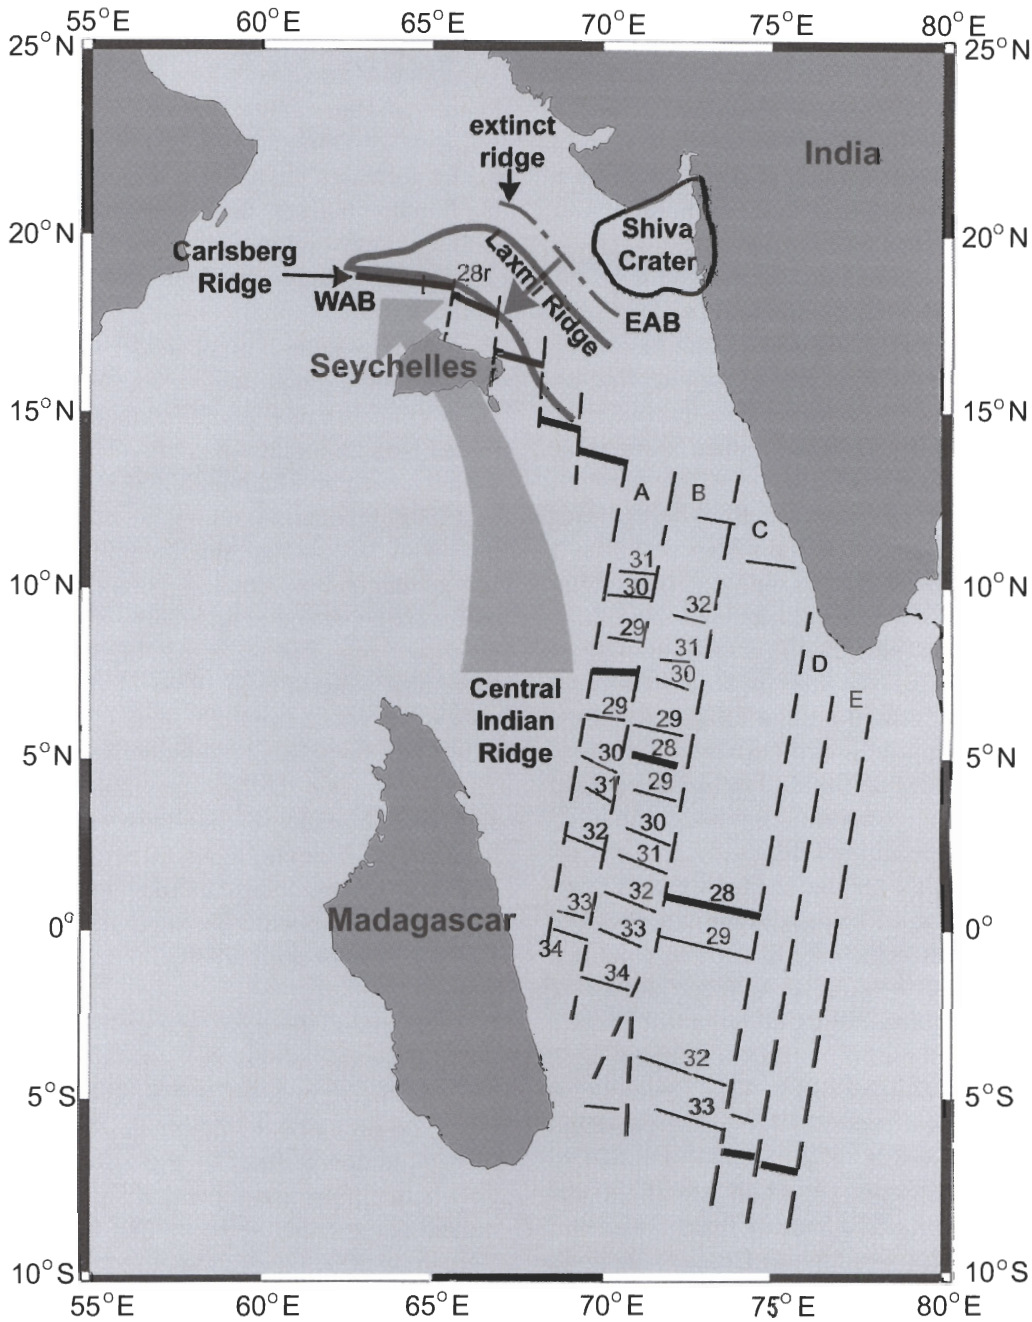 55°E 60°E 65°E 70°E 75°E 80°E
25°N 25°N
extinct
ridge
India
20°N 20°N
Shiva
Crater
Carlsberg
Ridge
WAB
28r
Laxmi Ridge
EAB
Seychelles
15°N 15°N
A B
C
31
10°N 30 10°N
32
29
31
30
D
E
Central
Indian
Ridge
29
29
28
5°N 30 5°N
29
31
30
32
31
32
28
33
Madagascar
0° 33 0°
29
34
34
32
5°S 33 5°S
10°S 10°S
55°E 60°E 65°E 70°E 75°E 80°E